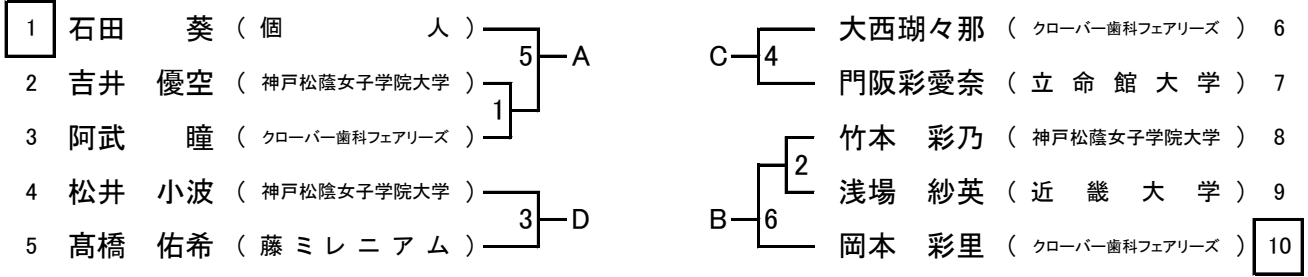 1 石田 葵 ( 個 人 ) 5 A
2 吉井 優空 ( 神戸松蔭女子学院大学 ) 1
3 阿武 瞳 ( クローバー歯科フェアリーズ )
4 松井 小波 ( 神戸松陰女子学院大学 ) 3 D
5 髙橋 佑希 ( 藤ミレニアム )
C 4 大西瑚々那 ( クローバー歯科フェアリーズ ) 6
門阪彩愛奈 ( 立命館大学 ) 7
2 竹本 彩乃 ( 神戸松蔭女子学院大学 ) 8
B 6 浅場 紗英 ( 近畿大学 ) 9
岡本 彩里 ( クローバー歯科フェアリーズ ) 10